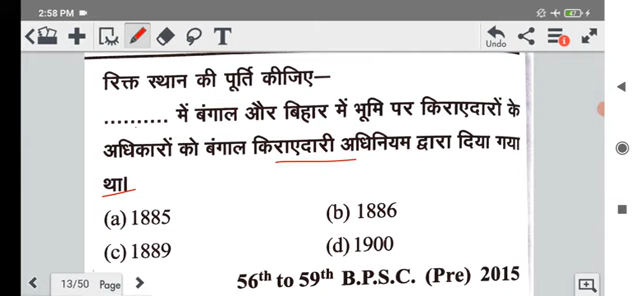 2:58 PM
47
Undo
रिक्त स्थान की पूर्ति कीजिए–
.......... में बंगाल और बिहार में भूमि पर किराएदारों के
अधिकारों को बंगाल किराएदारी अधिनियम द्वारा दिया गया
था।
(a) 1885
(b) 1886
(c) 1889
(d) 1900
56th to 59th B.P.S.C. (Pre) 2015
13/50 Page